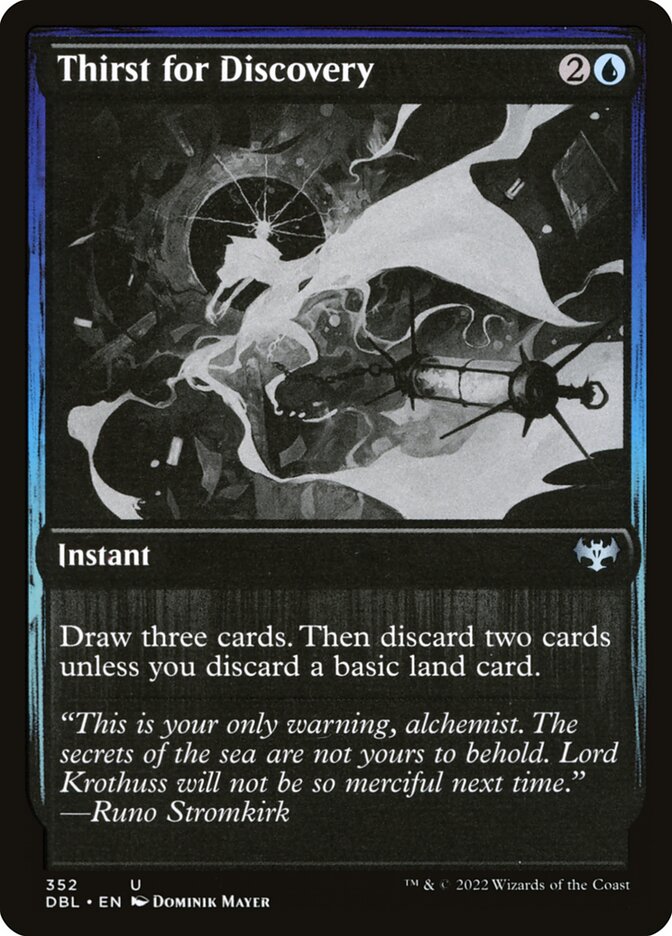 Thirst for Discovery 2
Instant
Draw three cards. Then discard two cards
unless you discard a basic land card.
“This is your only warning, alchemist. The
secrets of the sea are not yours to behold. Lord
Krothuss will not be so merciful next time.”
—Runo Stromkirk
352 U
DBL • EN Dominik Mayer
™ & © 2022 Wizards of the Coast